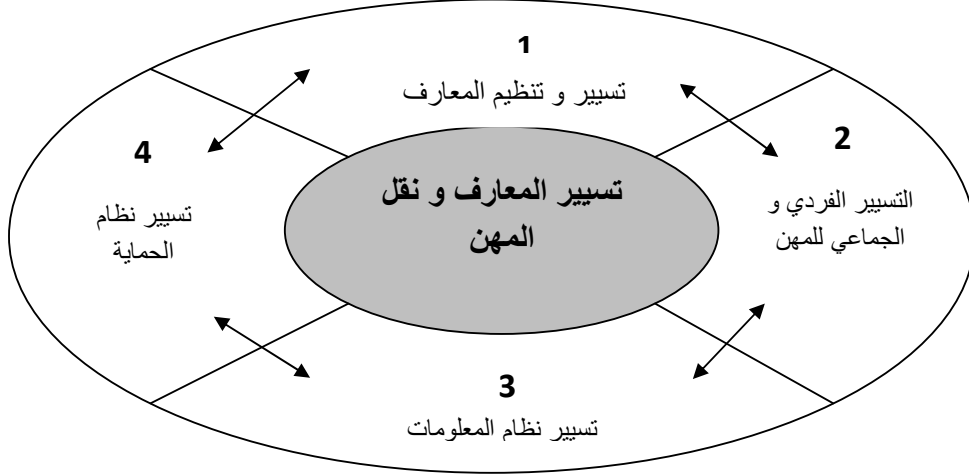 1
تسيير و تنظيم المعارف
2
التسيير الفردي و
الجماعي للمهن
3
تسيير نظام المعلومات
4
تسيير نظام
الحماية
تسيير المعارف و نقل
المهن